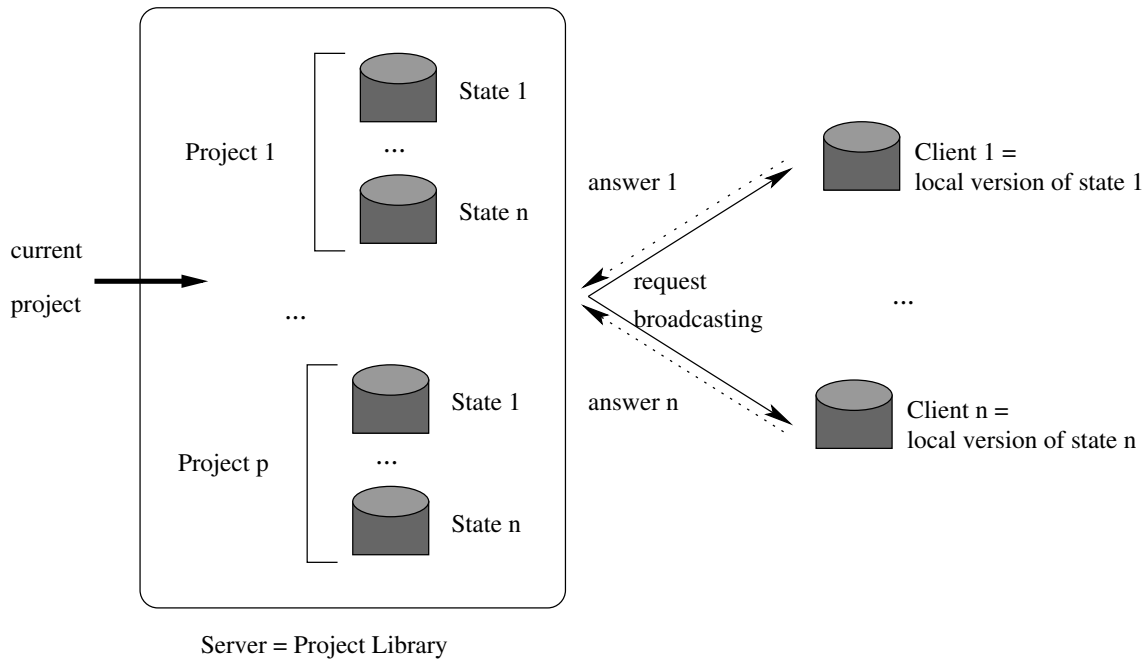 State 1
Project 1
...
State n
current
project
...
State 1
Project p
...
State n
Server = Project Library
answer 1
request
broadcasting
answer n
Client 1 =
local version of state 1
...
Client n =
local version of state n